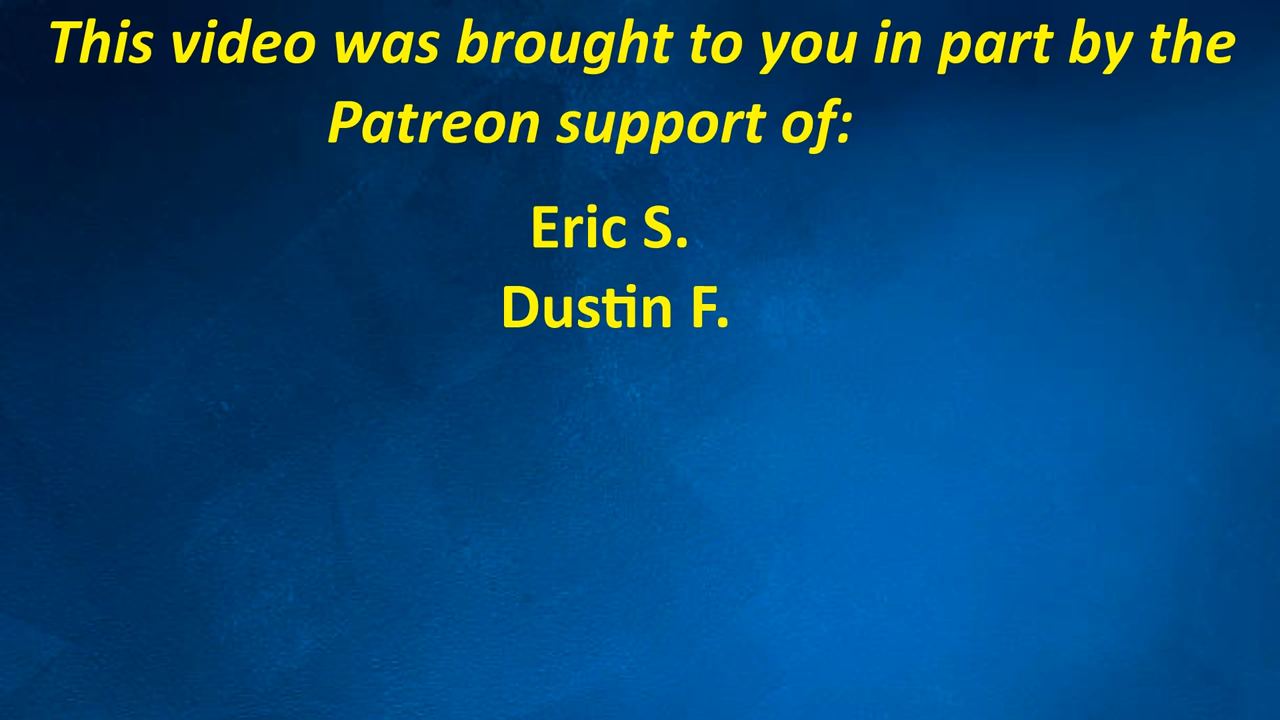 This video was brought to you in part by the
Patreon support of:
Eric S.
Dustin F.